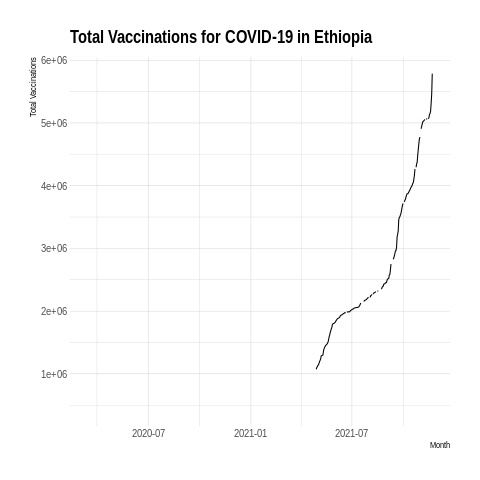 Total Vaccinations for COVID-19 in Ethiopia
Total Vaccinations
6e+06
5e+06
4e+06
3e+06
2e+06
1e+06
2020-07
2021-01
2021-07
Month